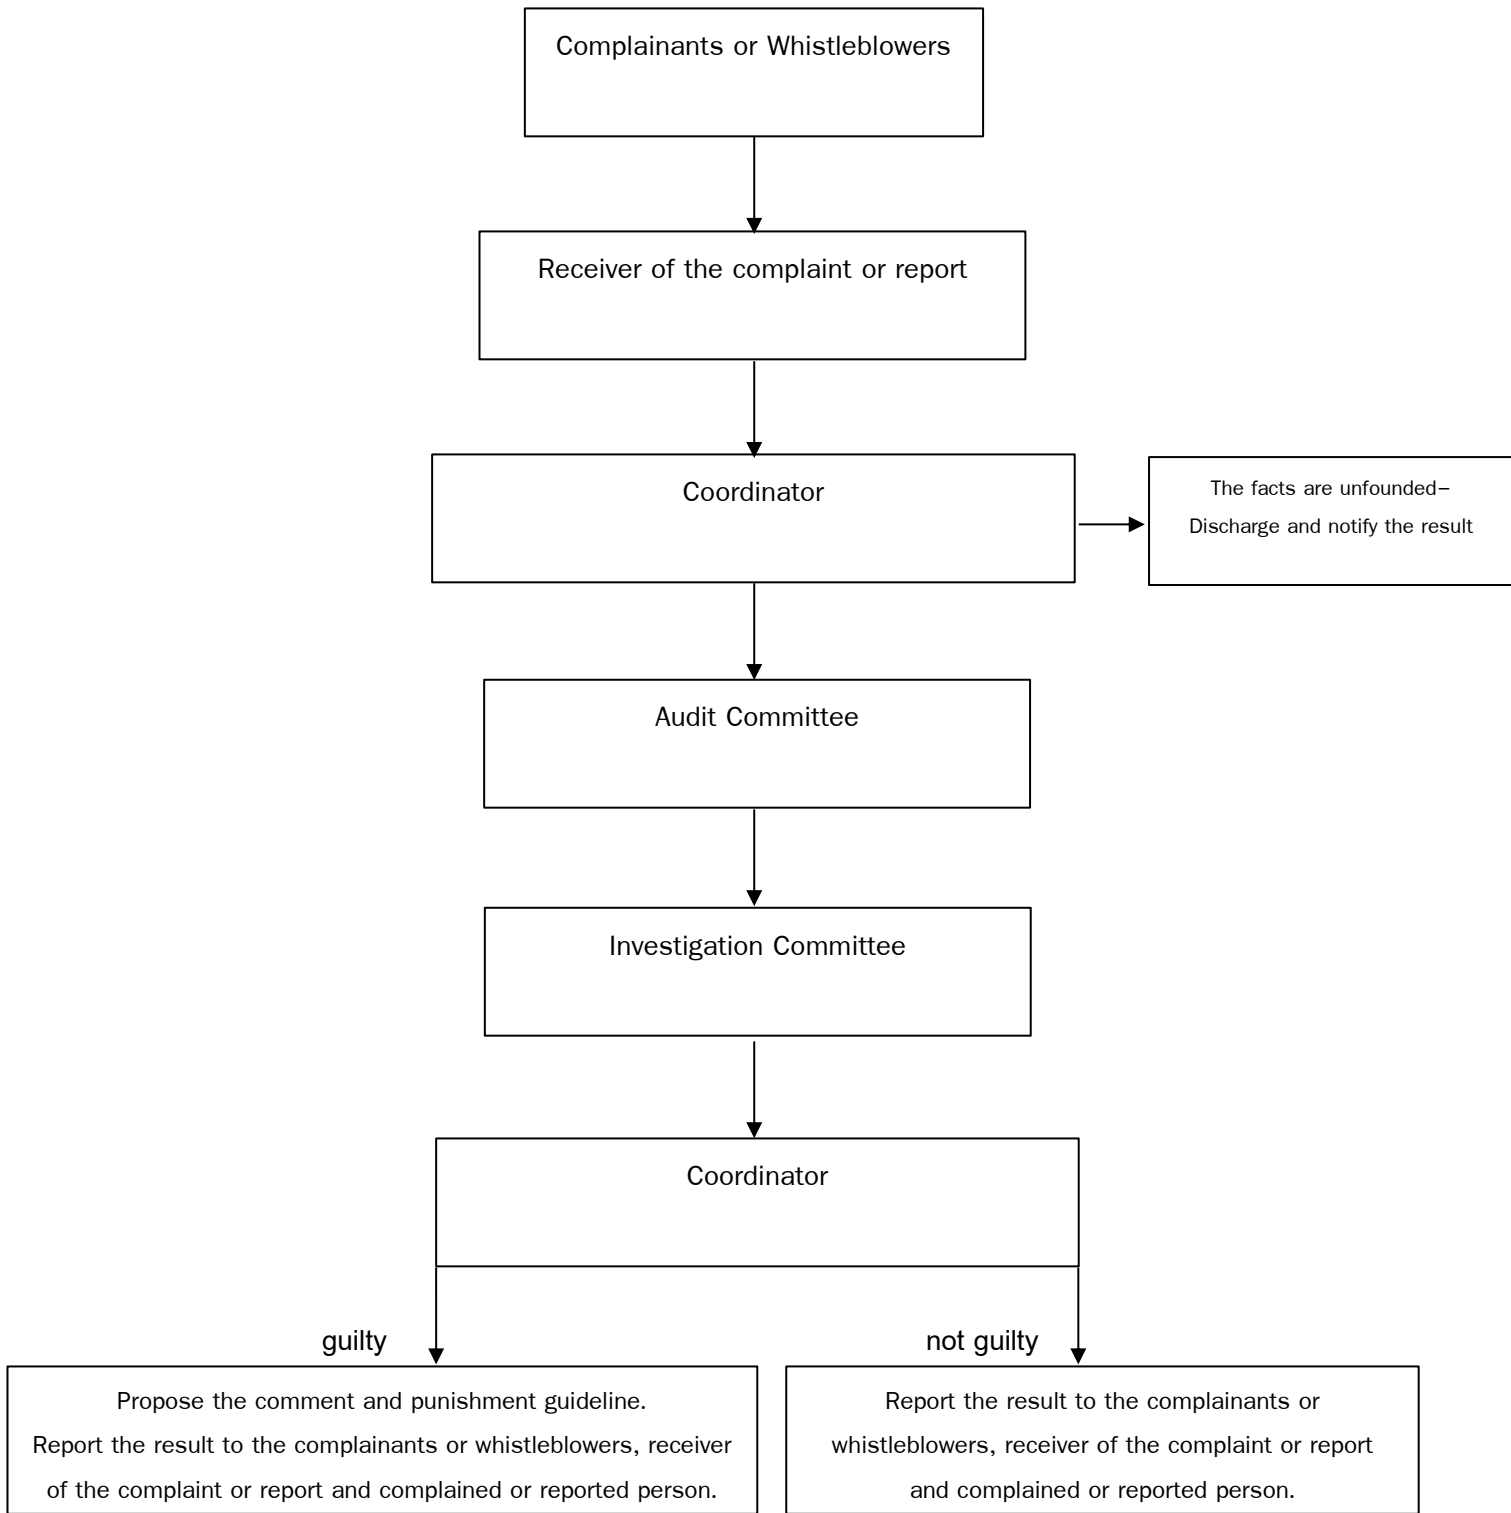 Complainants or Whistleblowers
Receiver of the complaint or report
Coordinator
The facts are unfounded–
Discharge and notify the result
Audit Committee
Investigation Committee
Coordinator
guilty
not guilty
Propose the comment and punishment guideline.
Report the result to the complainants or whistleblowers, receiver
of the complaint or report and complained or reported person.
Report the result to the complainants or
whistleblowers, receiver of the complaint or report
and complained or reported person.